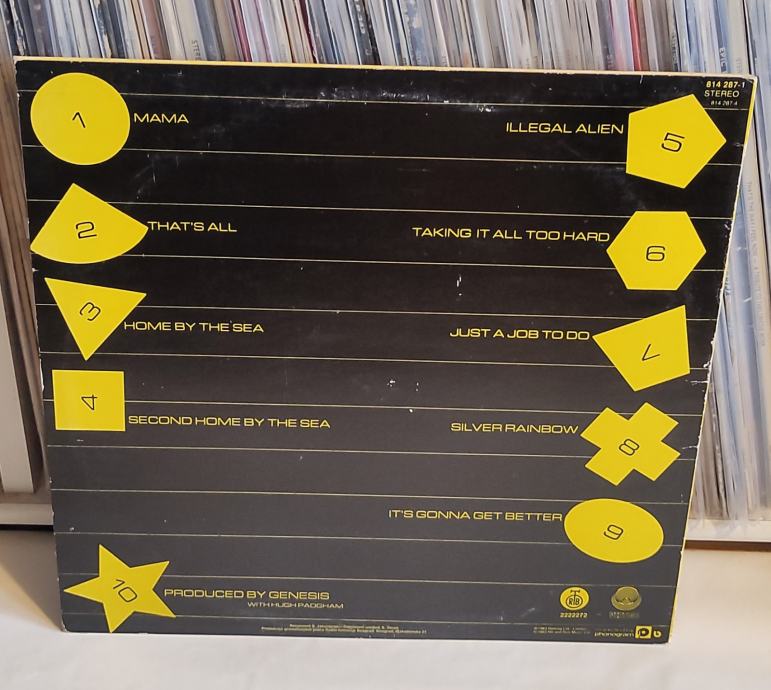 814 287-1
STEREO
814 287-4
1 MAMA
2 THAT'S ALL
3 HOME BY THE SEA
4 SECOND HOME BY THE SEA
ILLEGAL ALIEN 5
TAKING IT ALL TOO HARD 6
JUST A JOB TO DO 7
SILVER RAINBOW 8
IT'S GONNA GET BETTER 9
10 PRODUCED BY GENESIS
WITH HUGH PADGHAM
RTB
2222272
phonogram